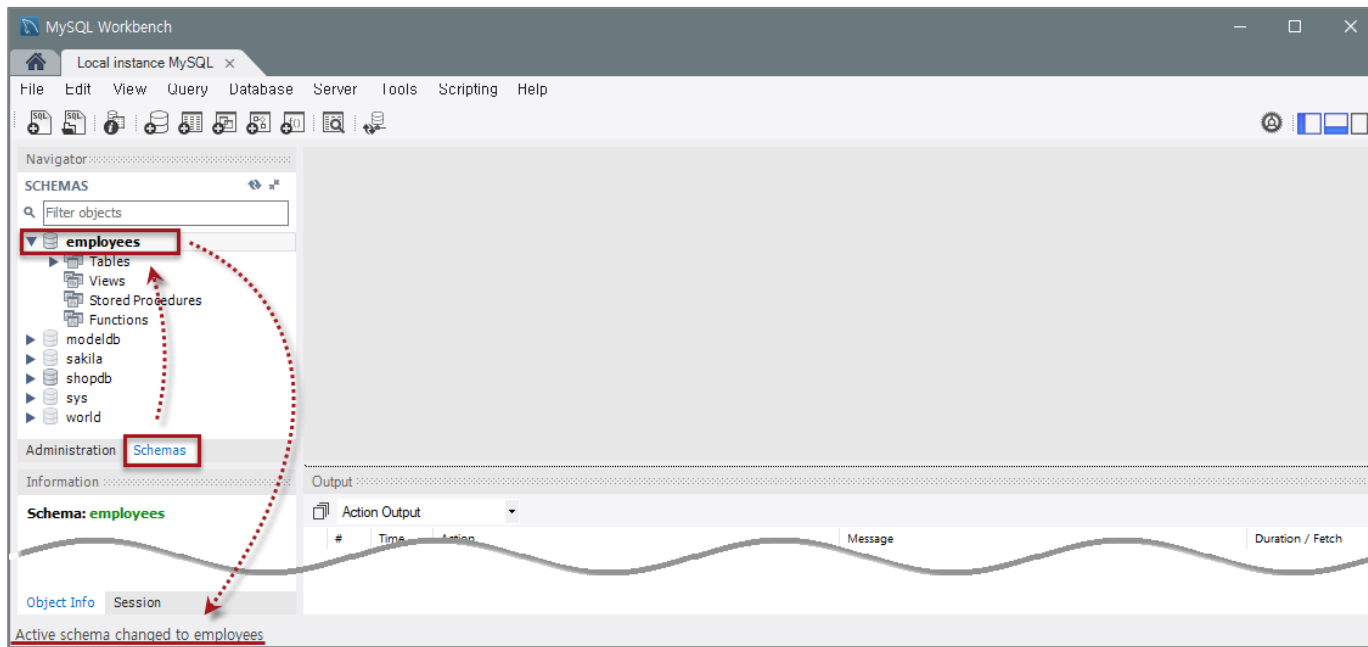 MySQL Workbench
Local instance MySQL
File Edit View Query Database Server Tools Scripting Help
Navigator
SCHEMAS
Filter objects
employees
Tables
Views
Stored Procedures
Functions
modeldb
sakila
shopdb
sys
world
Administration Schemas
Information
Schema: employees
Object Info Session
Output
Action Output
# Time Action Message Duration / Fetch
Active schema changed to employees